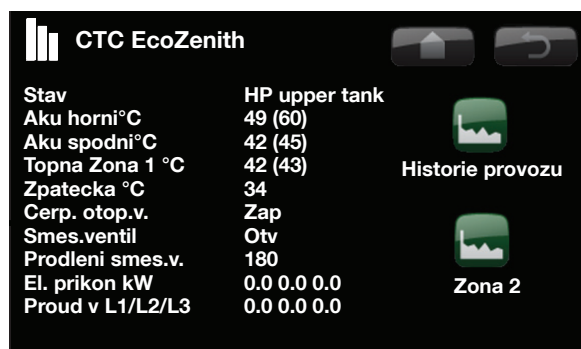 CTC EcoZenith
Stav HP upper tank
Aku horni°C 49 (60)
Aku spodni°C 42 (45)
Topna Zona 1 °C 42 (43)
Zpatecka °C 34
Cerp. otop.v. Zap
Smes.ventil Otv
Prodleni smes.v. 180
El. prikon kW 0.0 0.0 0.0
Proud v L1/L2/L3 0.0 0.0 0.0
Historie provozu
Zona 2